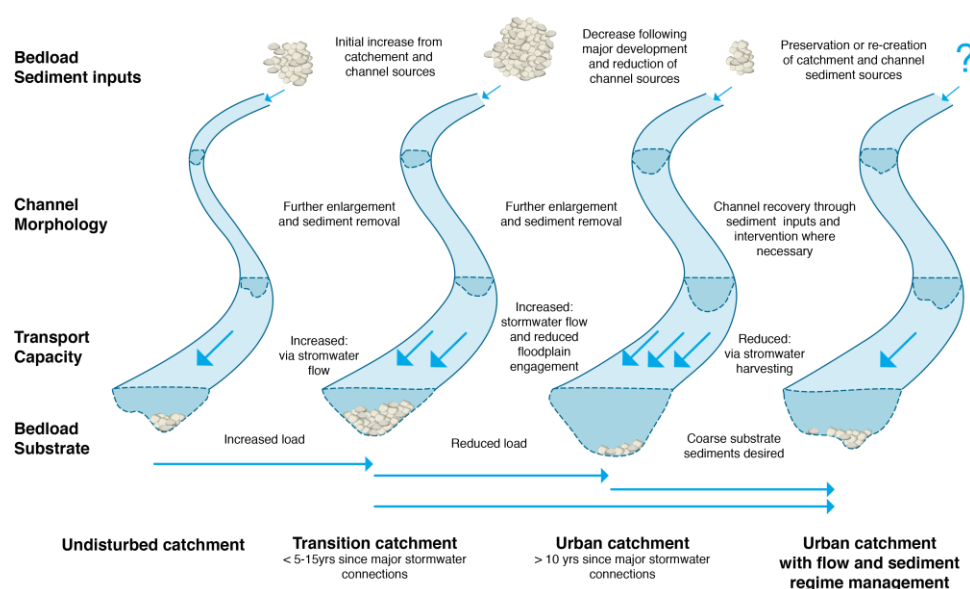 Bedload
Sediment inputs
Initial increase from
catchement and
channel sources
Decrease following
major development
and reduction of
channel sources
Preservation or re-creation
of catchment and channel
sediment sources
?
Channel
Morphology
Further enlargement
and sediment removal
Further enlargement
and sediment removal
Channel recovery through
sediment inputs and
intervention where
necessary
Transport
Capacity
Increased:
via stromwater
flow
Increased:
stormwater flow
and reduced
floodplain
engagement
Reduced:
via stromwater
harvesting
Bedload
Substrate
Increased load
Reduced load
Coarse substrate
sediments desired
Undisturbed catchment
Transition catchment
< 5-15yrs since major stormwater
connections
Urban catchment
> 10 yrs since major stormwater
connections
Urban catchment
with flow and sediment
regime management